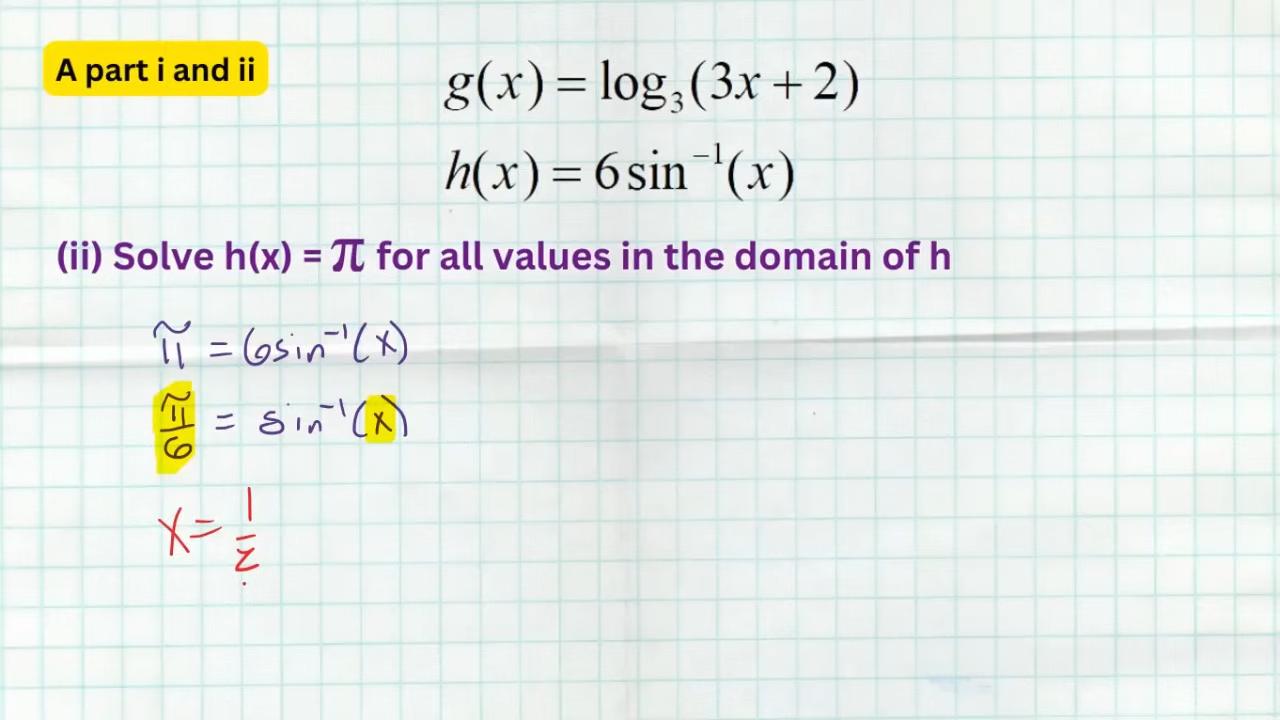 A part i and ii
g(x) = log₃(3x + 2)
h(x) = 6 sin⁻¹(x)
(ii) Solve h(x) = π for all values in the domain of h
π = 6sin⁻¹(x)
π/6 = sin⁻¹(x)
x = 1/2